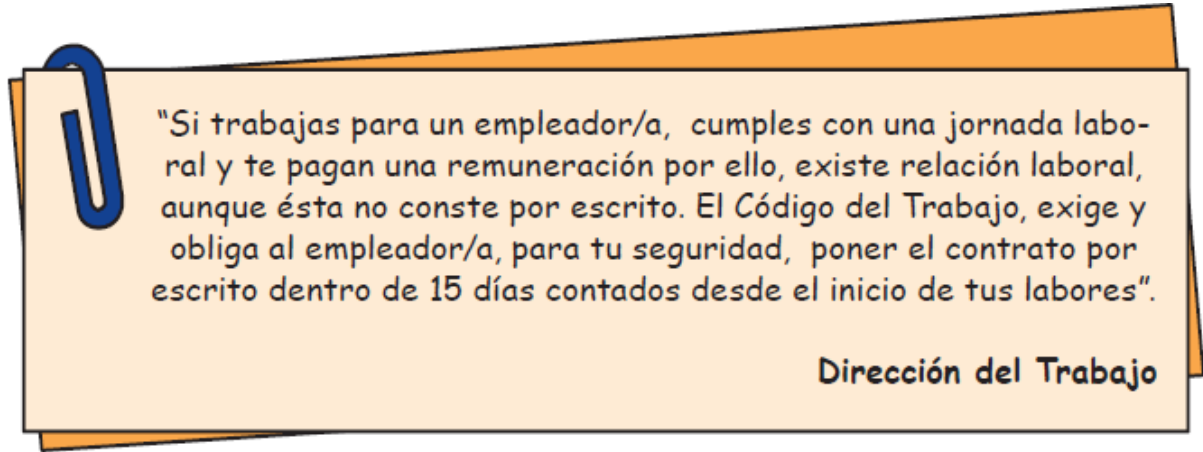 “Si trabajas para un empleador/a,  cumples con una jornada labo-
ral y te pagan una remuneración por ello, existe relación laboral,
aunque ésta no conste por escrito. El Código del Trabajo, exige y
obliga al empleador/a, para tu seguridad,  poner el contrato por
escrito dentro de 15 días contados desde el inicio de tus labores”.
Dirección del Trabajo